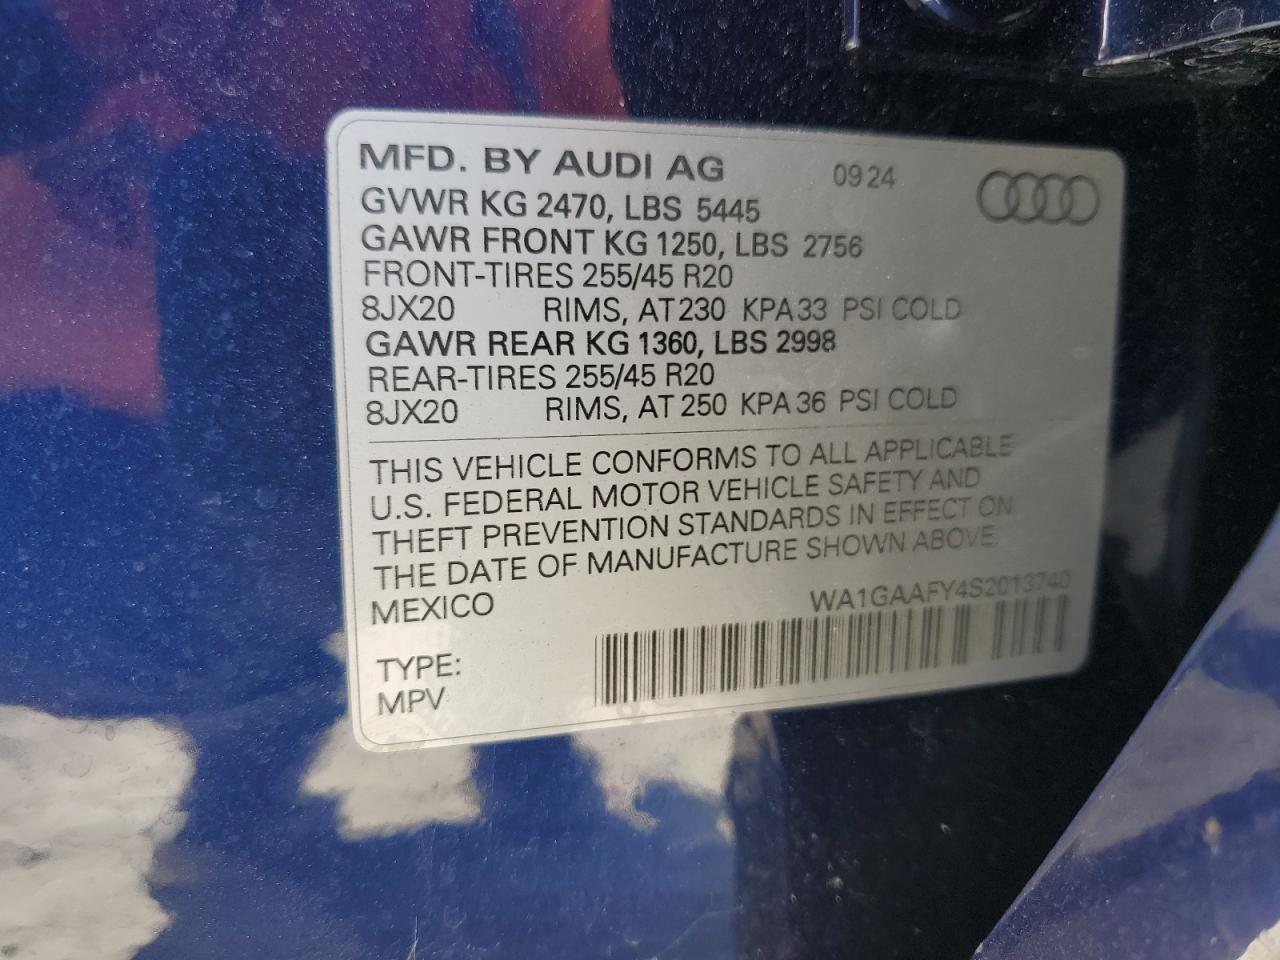 MFD. BY AUDI AG 09 24
GVWR KG 2470, LBS 5445
GAWR FRONT KG 1250, LBS 2756
FRONT-TIRES 255/45 R20
8JX20 RIMS, AT 230 KPA 33 PSI COLD
GAWR REAR KG 1360, LBS 2998
REAR-TIRES 255/45 R20
8JX20 RIMS, AT 250 KPA 36 PSI COLD
THIS VEHICLE CONFORMS TO ALL APPLICABLE
U.S. FEDERAL MOTOR VEHICLE SAFETY AND
THEFT PREVENTION STANDARDS IN EFFECT ON
THE DATE OF MANUFACTURE SHOWN ABOVE.
MEXICO WA1GAAFY4S2013740
TYPE:
MPV